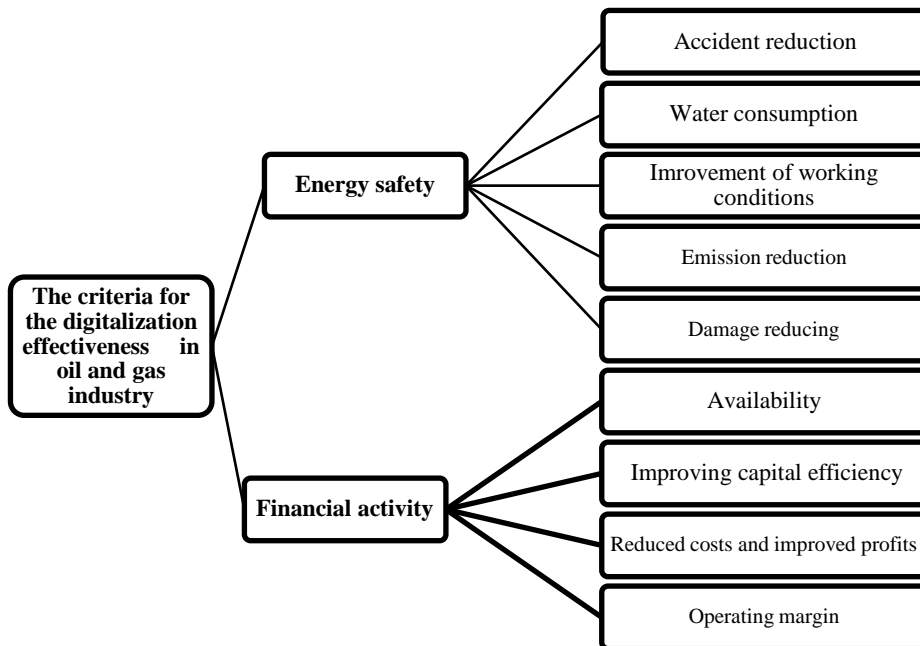 Accident reduction
Water consumption
Energy safety
Imrovement of working
conditions
Emission reduction
The criteria for
the digitalization
effectiveness in
oil and gas
industry
Damage reducing
Availability
Improving capital efficiency
Financial activity
Reduced costs and improved profits
Operating margin